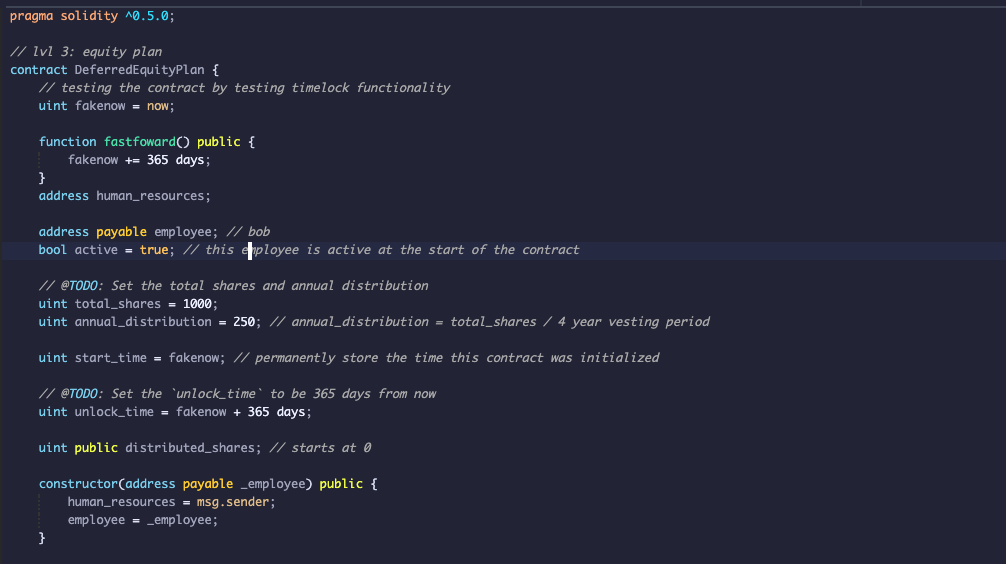 pragma solidity ^0.5.0;
// lvl 3: equity plan
contract DeferredEquityPlan {
// testing the contract by testing timelock functionality
uint fakenow = now;
function fastfoward() public {
fakenow += 365 days;
}
address human_resources;
address payable employee; // bob
bool active = true; // this employee is active at the start of the contract
// @TODO: Set the total shares and annual distribution
uint total_shares = 1000;
uint annual_distribution = 250; // annual_distribution = total_shares / 4 year vesting period
uint start_time = fakenow; // permanently store the time this contract was initialized
// @TODO: Set the `unlock_time` to be 365 days from now
uint unlock_time = fakenow + 365 days;
uint public distributed_shares; // starts at 0
constructor(address payable _employee) public {
human_resources = msg.sender;
employee = _employee;
}